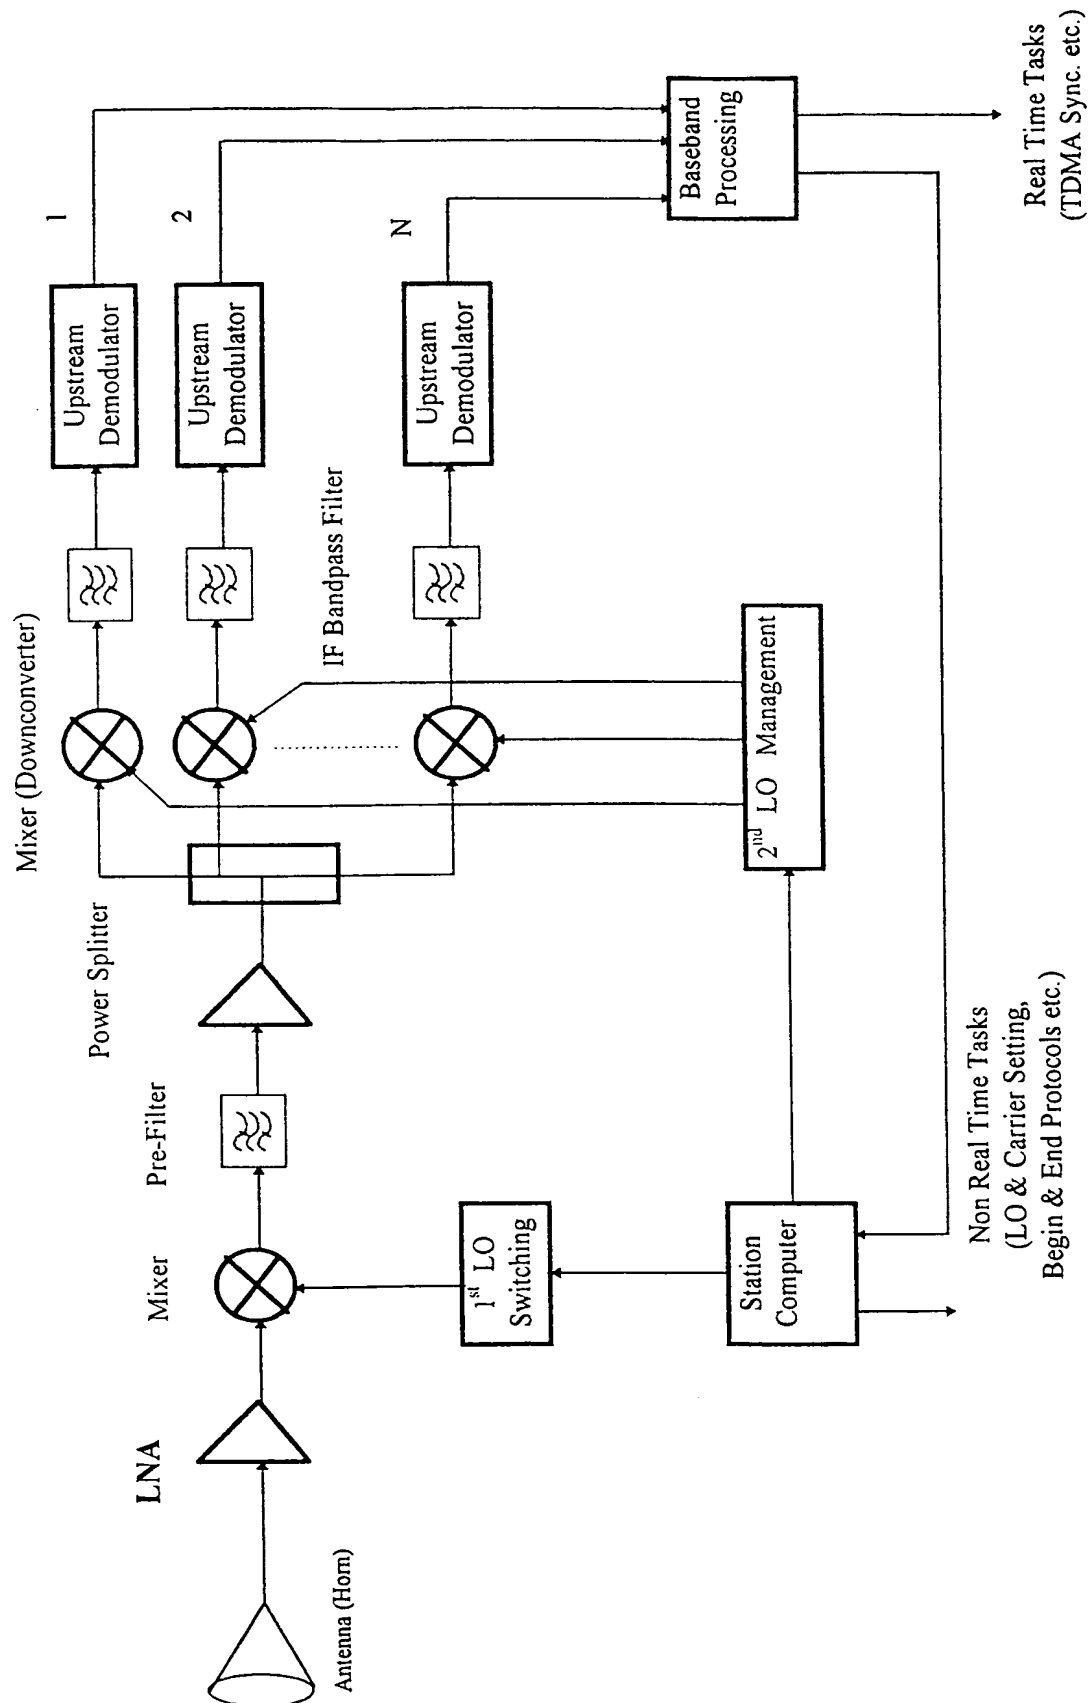 Antenna (Horn)
LNA
Mixer
Pre-Filter
Power Splitter
Mixer (Downconverter)
IF Bandpass Filter
Upstream
Demodulator
1
Upstream
Demodulator
2
Upstream
Demodulator
N
1st LO
Switching
Station
Computer
2nd LO Management
Baseband
Processing
Non Real Time Tasks
(LO & Carrier Setting,
Begin & End Protocols etc.)
Real Time Tasks
(TDMA Sync. etc.)